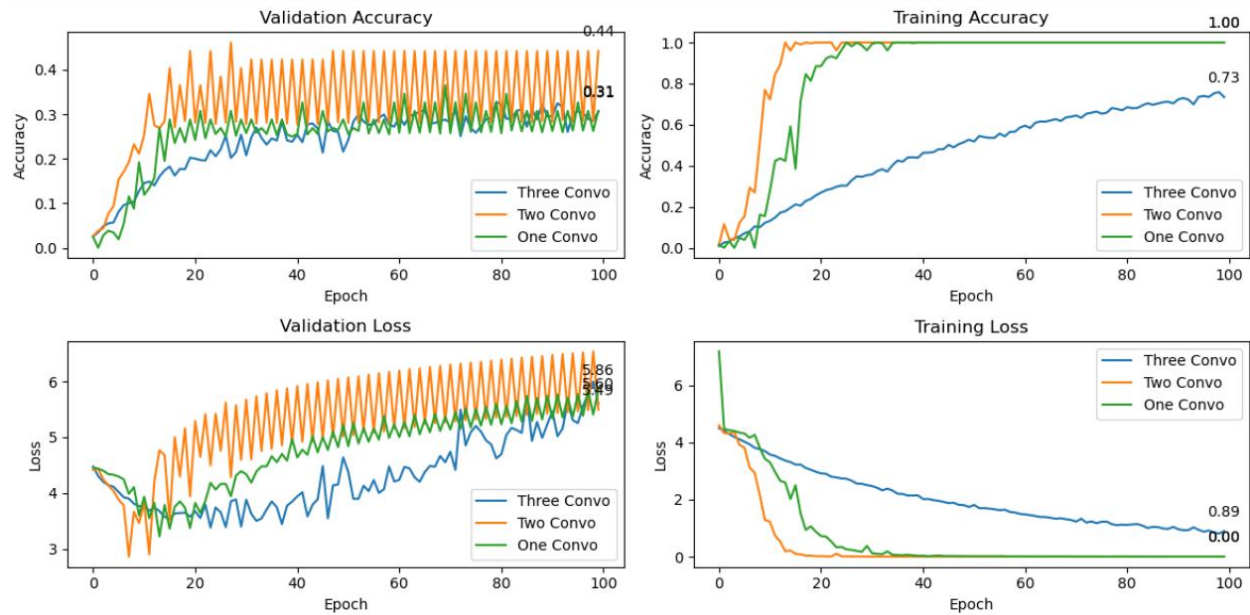 Validation Accuracy
0.44
0.31
0.4
0.3
0.2
0.1
0.0
Accuracy
Three Convo
Two Convo
One Convo
0 20 40 60 80 100
Epoch
Training Accuracy
1.00
0.73
1.0
0.8
0.6
0.4
0.2
0.0
Accuracy
Three Convo
Two Convo
One Convo
0 20 40 60 80 100
Epoch
Validation Loss
5.86
5.60
5.49
6
5
4
3
Loss
Three Convo
Two Convo
One Convo
0 20 40 60 80 100
Epoch
Training Loss
Three Convo
Two Convo
One Convo
0.89
0.00
6
4
2
0
Loss
0 20 40 60 80 100
Epoch